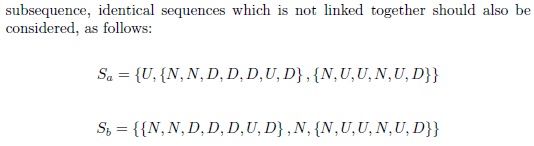 subsequence, identical sequences which is not linked together should also be
considered, as follows:
S_a = {U, {N, N, D, D, D, U, D} , {N, U, U, N, U, D}}
S_b = {{N, N, D, D, D, U, D} , N, {N, U, U, N, U, D}}